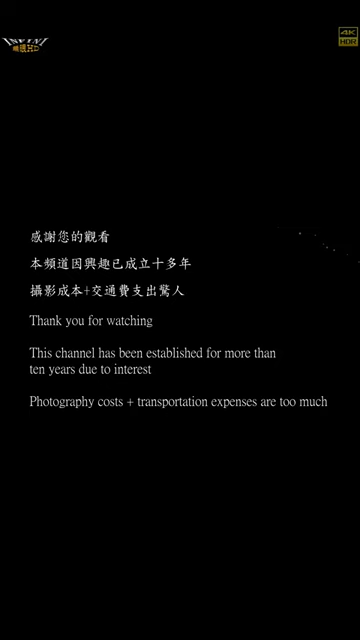 4K
HDR
感謝您的觀看
本頻道因興趣已成立十多年
攝影成本+交通費支出驚人
Thank you for watching
This channel has been established for more than
ten years due to interest
Photography costs + transportation expenses are too much